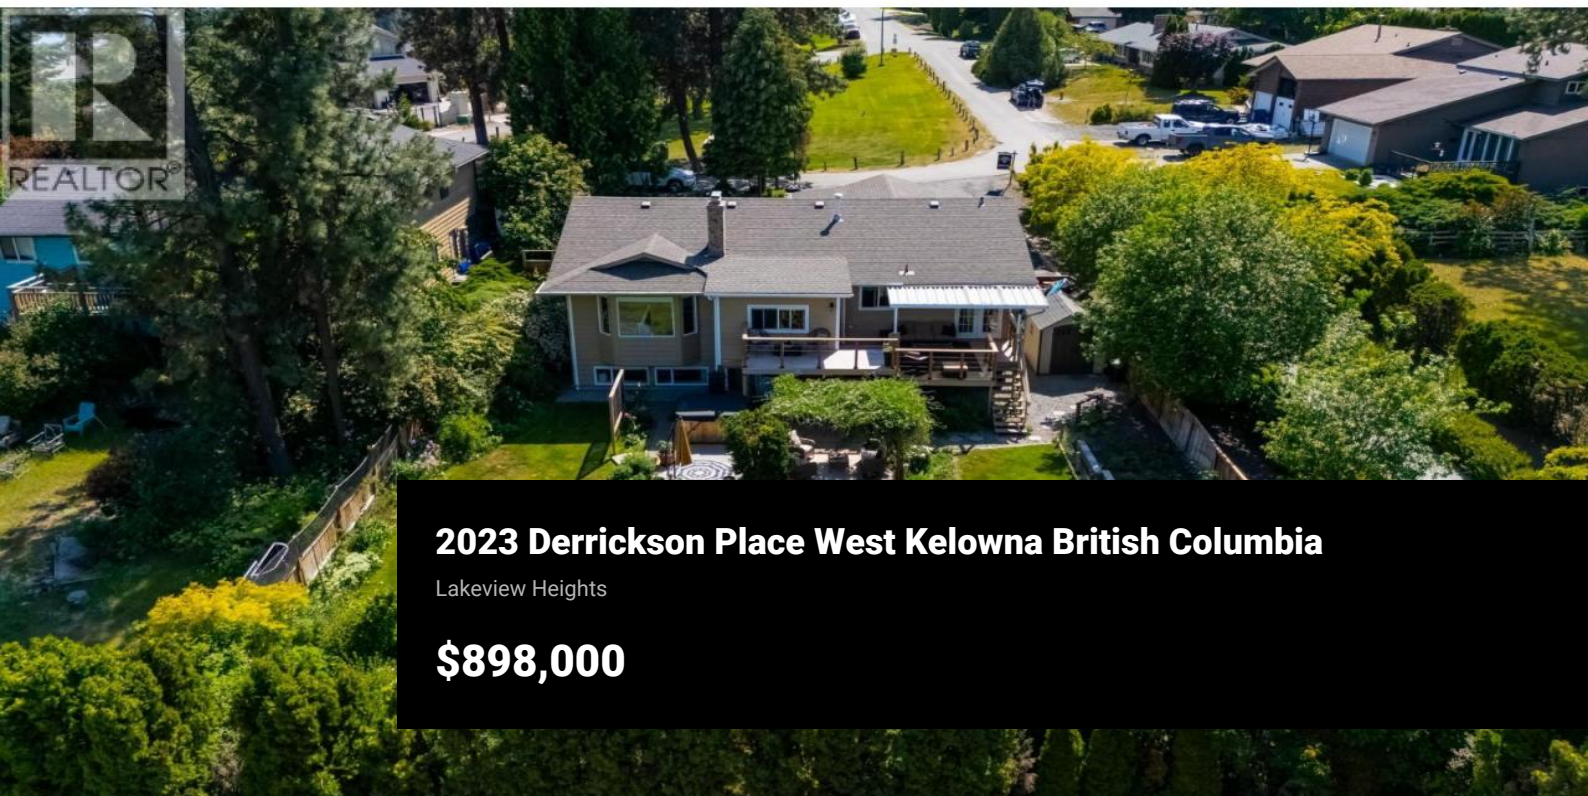 R
REALTOR®
2023 Derrickson Place West Kelowna British Columbia
Lakeview Heights
$898,000